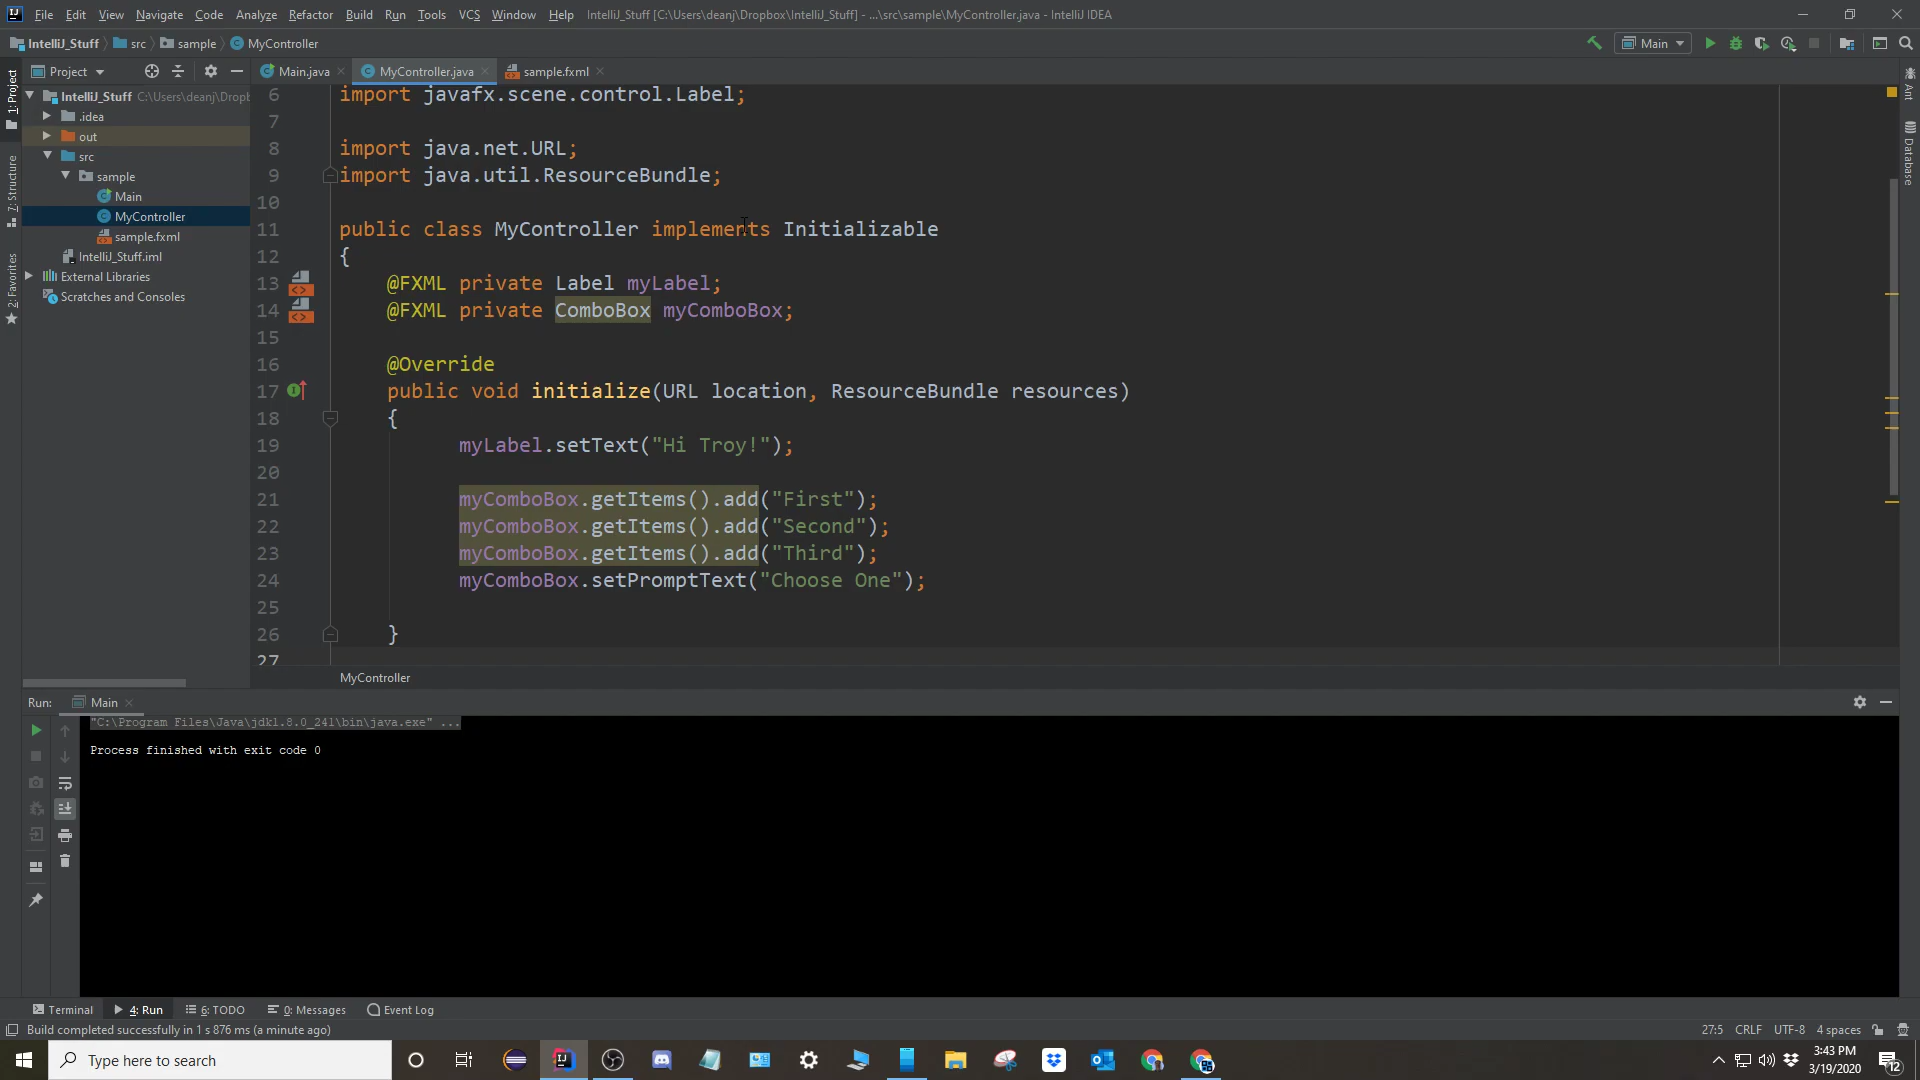 File Edit View Navigate Code Analyze Refactor Build Run Tools VCS Window Help IntelliJ_Stuff [C:\Users\deanj\Dropbox\IntelliJ_Stuff] - ...\src\sample\MyController.java - IntelliJ IDEA
IntelliJ_Stuff src sample MyController
Main
Project
Main.java MyController.java sample.fxml
IntelliJ_Stuff C:\Users\deanj\Dropb
.idea
out
src
sample
Main
MyController
sample.fxml
IntelliJ_Stuff.iml
External Libraries
Scratches and Consoles
1: Project
7: Structure
2: Favorites
Ant
Database
6 import javafx.scene.control.Label;
7
8 import java.net.URL;
9 import java.util.ResourceBundle;
10
11 public class MyController implements Initializable
12 {
13 @FXML private Label myLabel;
14 @FXML private ComboBox myComboBox;
15
16 @Override
17 public void initialize(URL location, ResourceBundle resources)
18 {
19 myLabel.setText("Hi Troy!");
20
21 myComboBox.getItems().add("First");
22 myComboBox.getItems().add("Second");
23 myComboBox.getItems().add("Third");
24 myComboBox.setPromptText("Choose One");
25
26 }
27
MyController
Run: Main
"C:\Program Files\Java\jdk1.8.0_241\bin\java.exe" ...
Process finished with exit code 0
Terminal 4: Run 6: TODO 0: Messages Event Log
Build completed successfully in 1 s 876 ms (a minute ago)
27:5 CRLF UTF-8 4 spaces
Type here to search
3:43 PM
3/19/2020
12